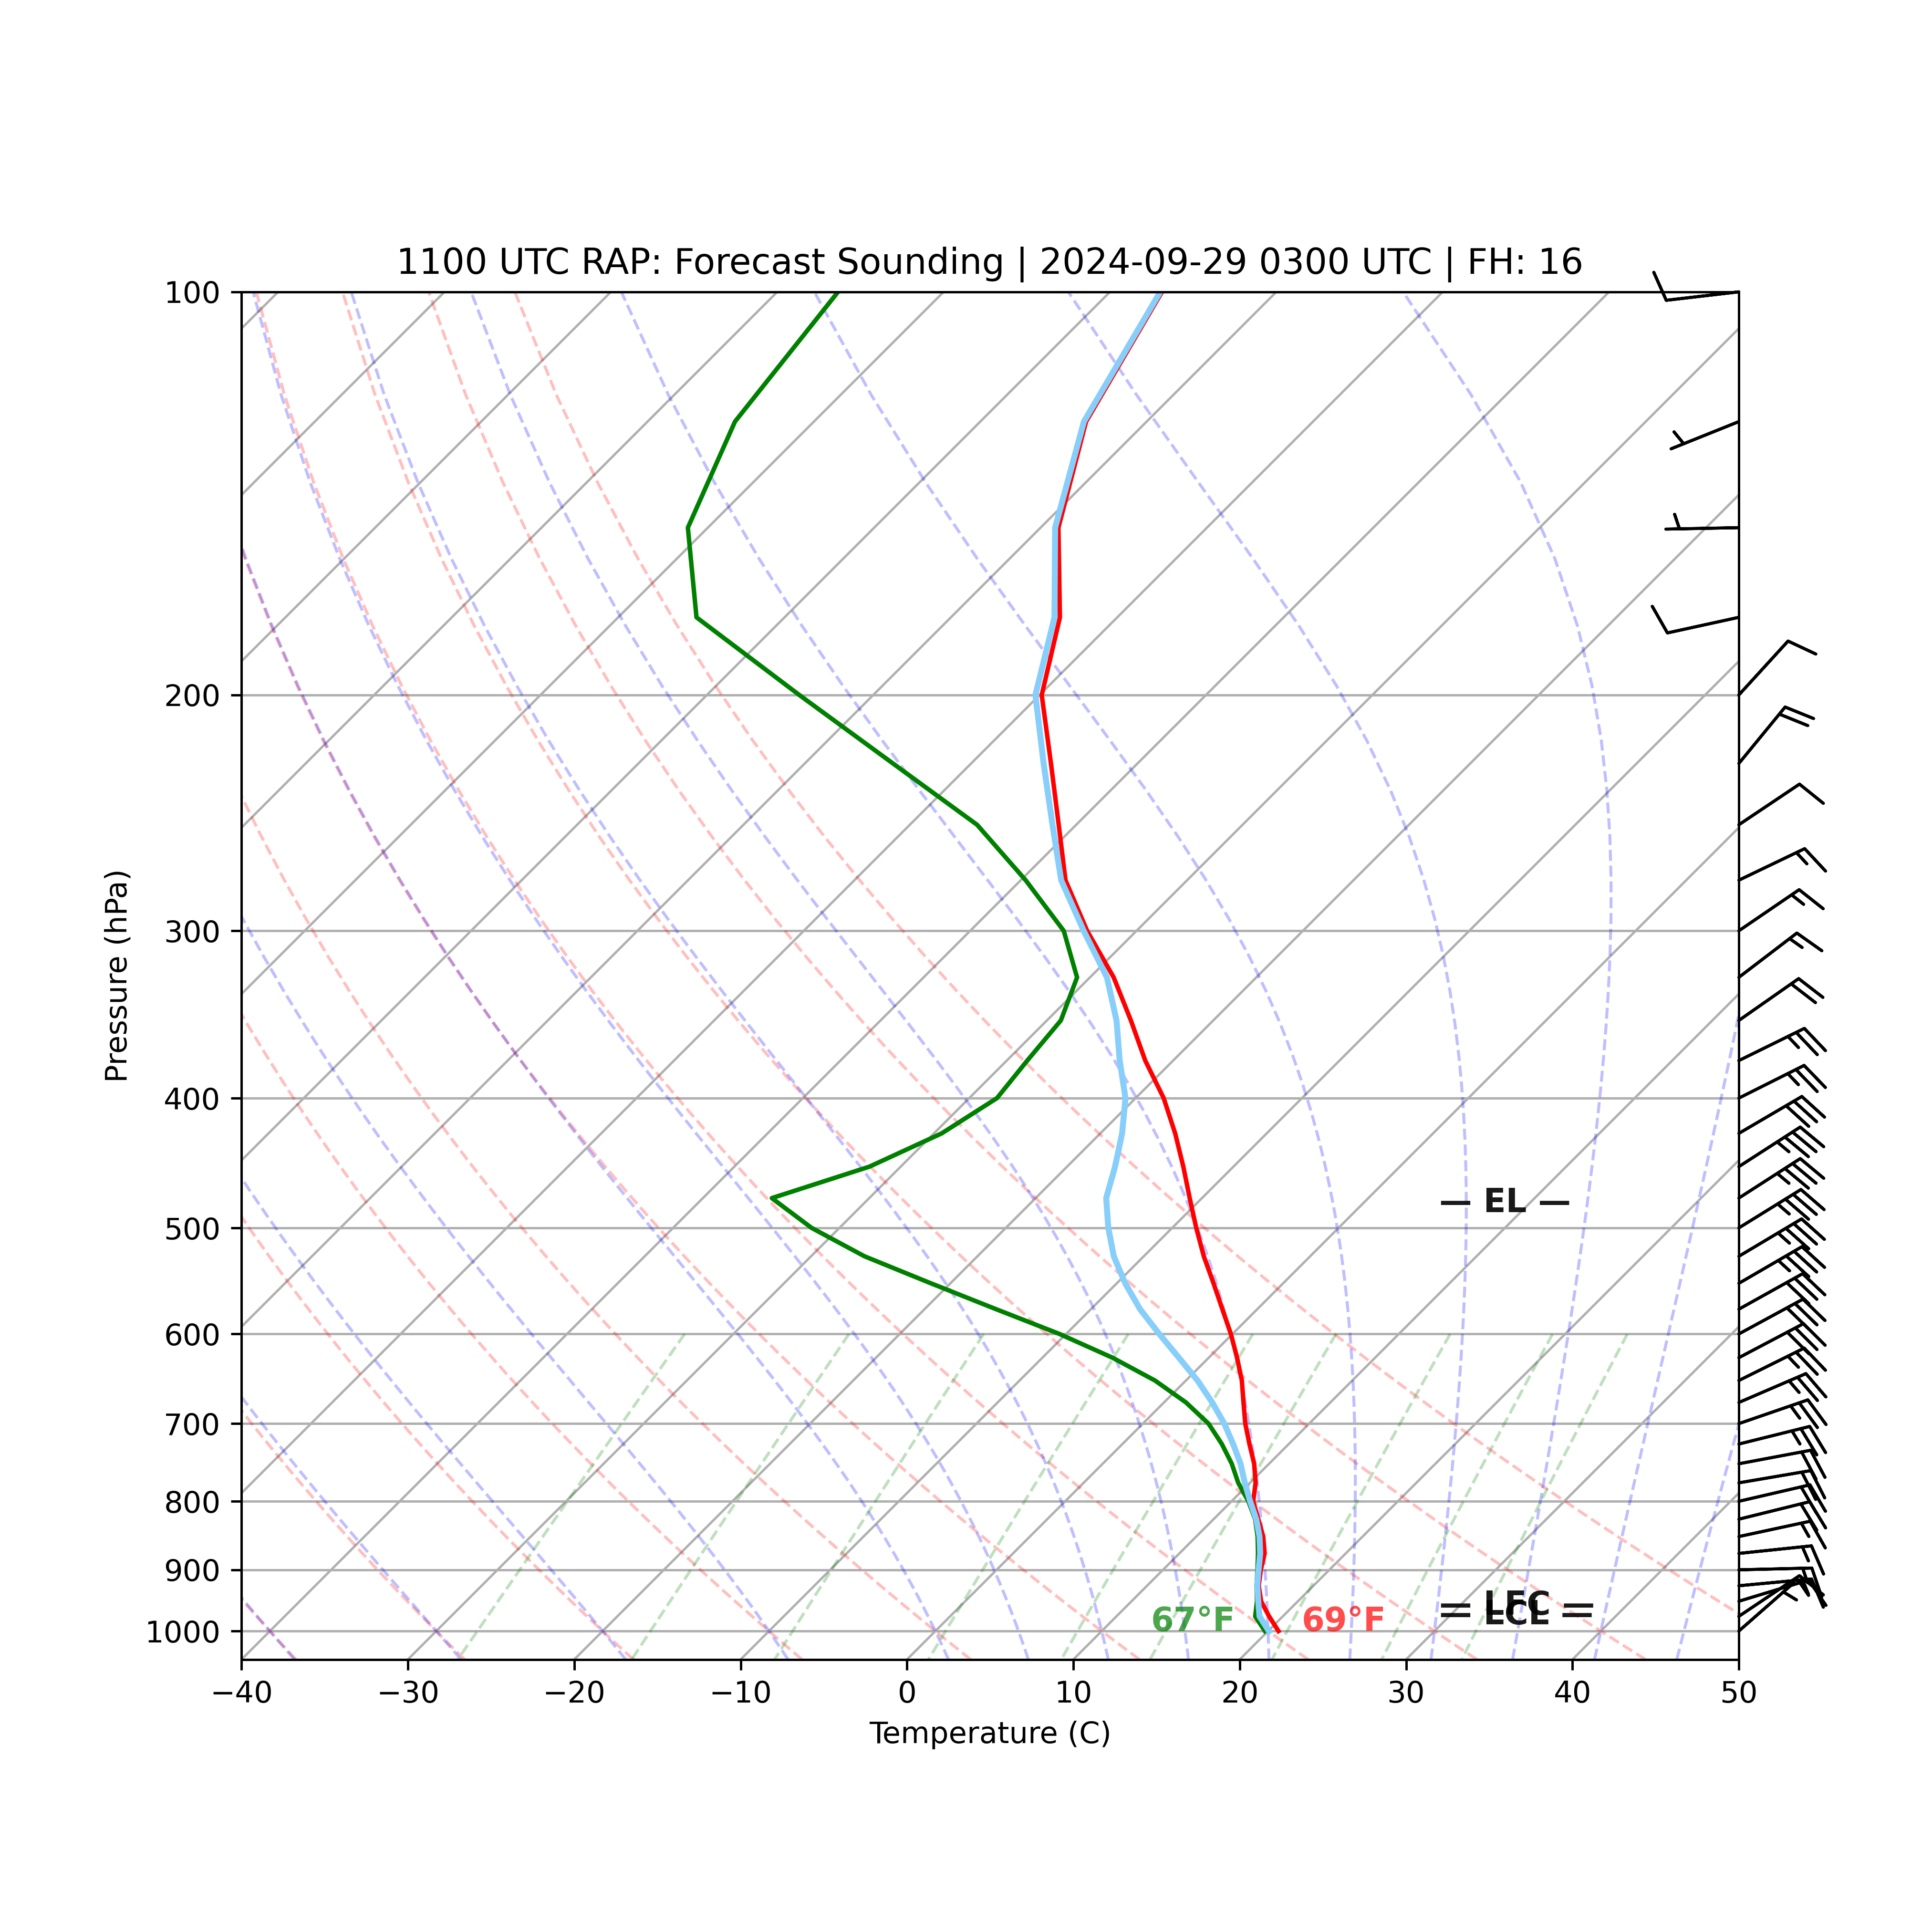 1100 UTC RAP: Forecast Sounding | 2024-09-29 0300 UTC | FH: 16
100
200
300
400
500
600
700
800
900
1000
Pressure (hPa)
— EL —
— LFC —
— LCL —
67°F
69°F
−40
−30
−20
−10
0
10
20
30
40
50
Temperature (C)